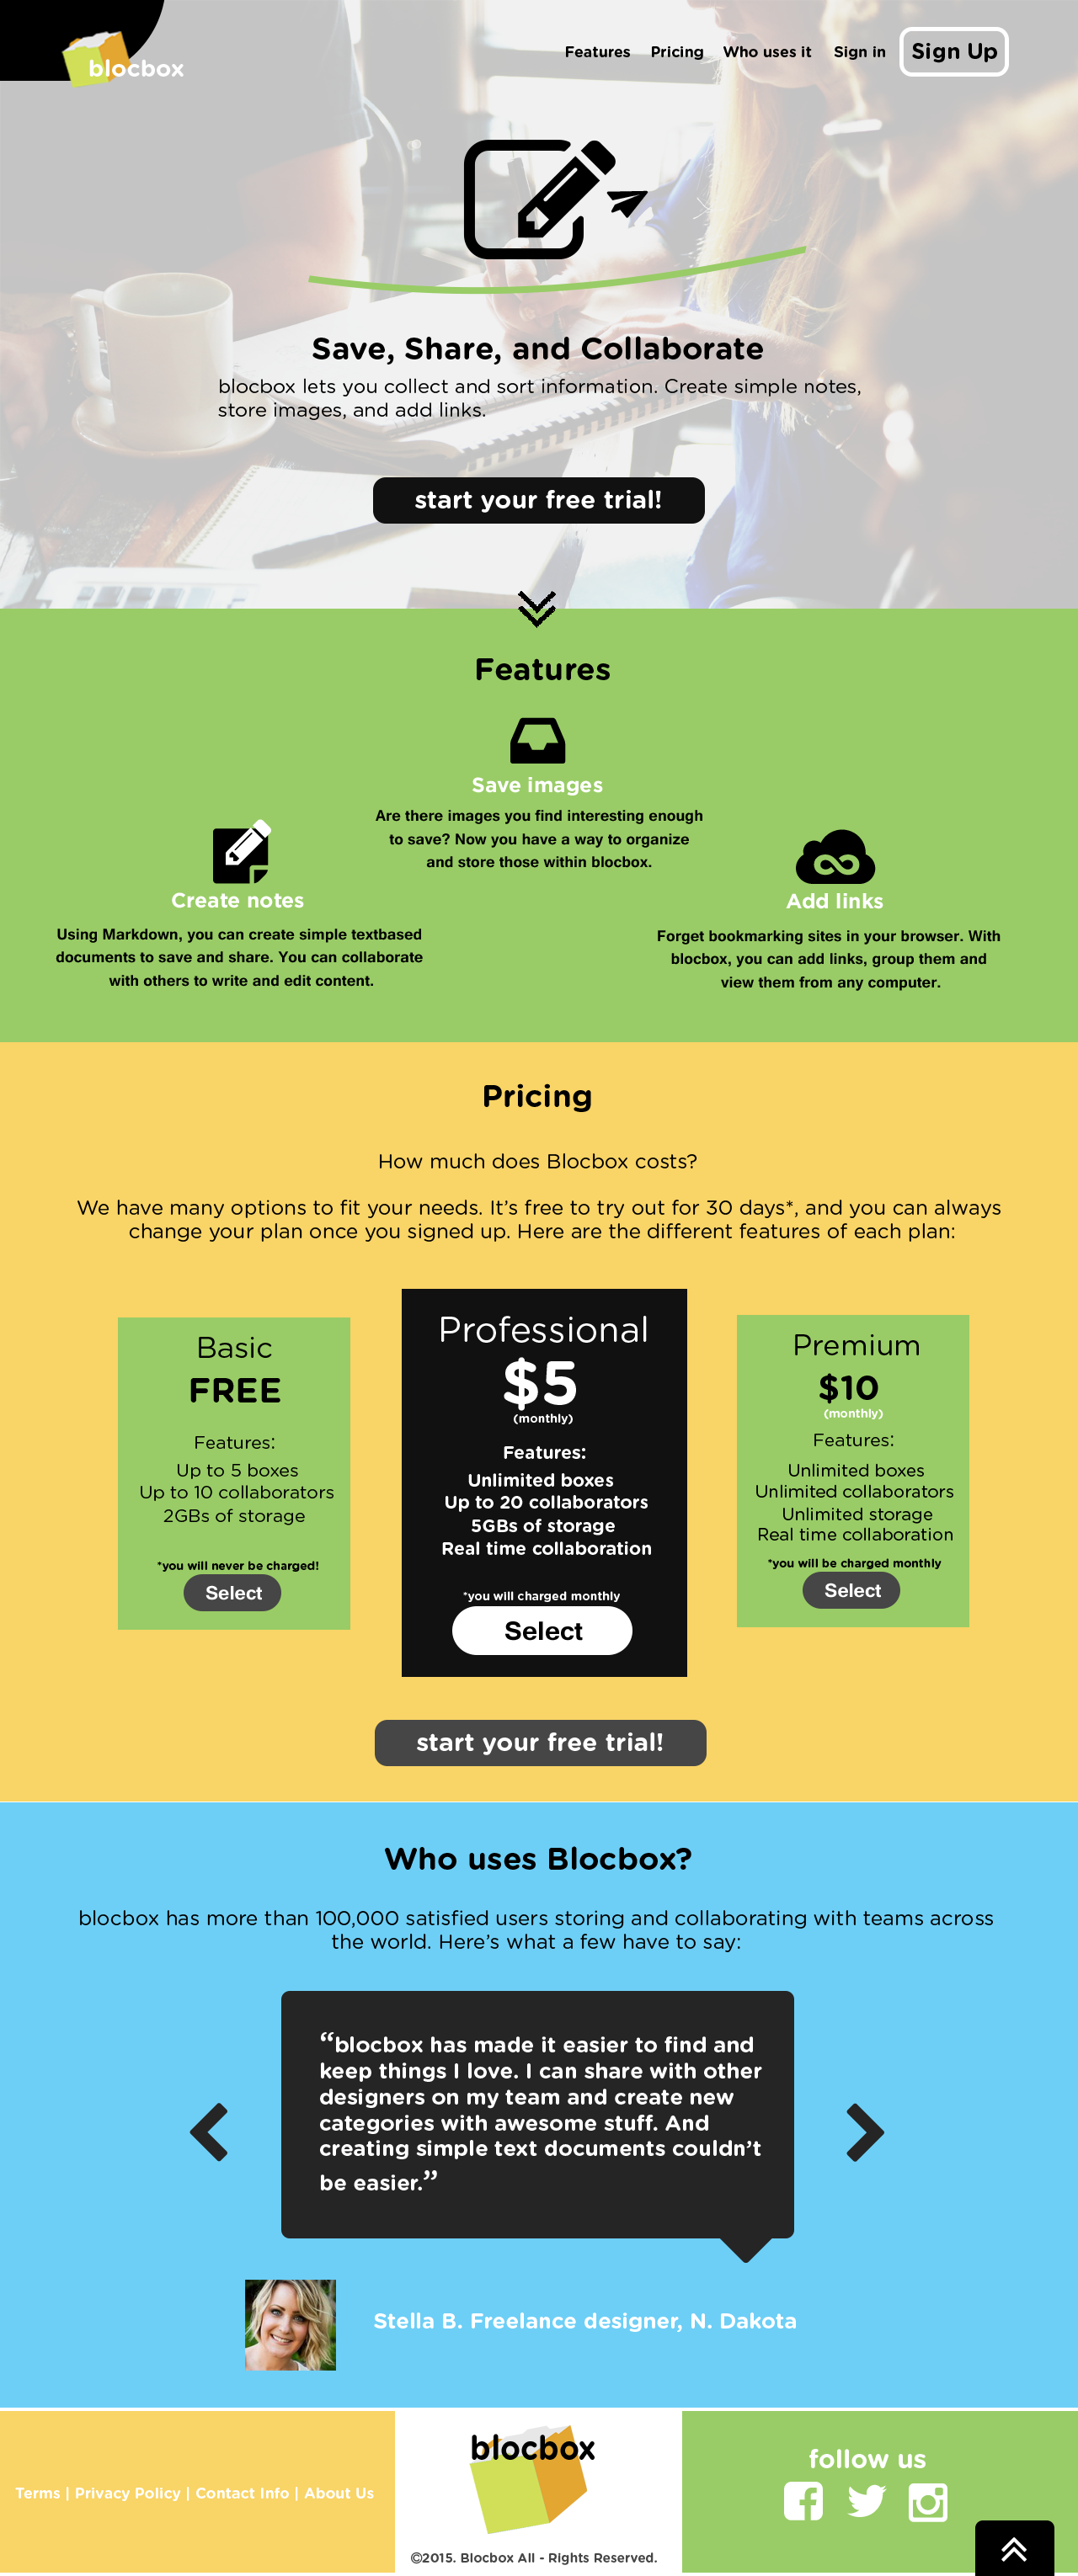 blocbox
Features Pricing Who uses it Sign in Sign Up
Save, Share, and Collaborate
blocbox lets you collect and sort information. Create simple notes,
store images, and add links.
start your free trial!
Features
Save images
Are there images you find interesting enough
to save? Now you have a way to organize
and store those within blocbox.
Create notes
Using Markdown, you can create simple textbased
documents to save and share. You can collaborate
with others to write and edit content.
Add links
Forget bookmarking sites in your browser. With
blocbox, you can add links, group them and
view them from any computer.
Pricing
How much does Blocbox costs?
We have many options to fit your needs. It’s free to try out for 30 days*, and you can always
change your plan once you signed up. Here are the different features of each plan:
Basic
FREE
Features:
Up to 5 boxes
Up to 10 collaborators
2GBs of storage
*you will never be charged!
Select
Professional
$5
(monthly)
Features:
Unlimited boxes
Up to 20 collaborators
5GBs of storage
Real time collaboration
*you will charged monthly
Select
Premium
$10
(monthly)
Features:
Unlimited boxes
Unlimited collaborators
Unlimited storage
Real time collaboration
*you will be charged monthly
Select
start your free trial!
Who uses Blocbox?
blocbox has more than 100,000 satisfied users storing and collaborating with teams across
the world. Here’s what a few have to say:
“blocbox has made it easier to find and
keep things I love. I can share with other
designers on my team and create new
categories with awesome stuff. And
creating simple text documents couldn’t
be easier.”
Stella B. Freelance designer, N. Dakota
Terms | Privacy Policy | Contact Info | About Us
blocbox
©2015. Blocbox All - Rights Reserved.
follow us